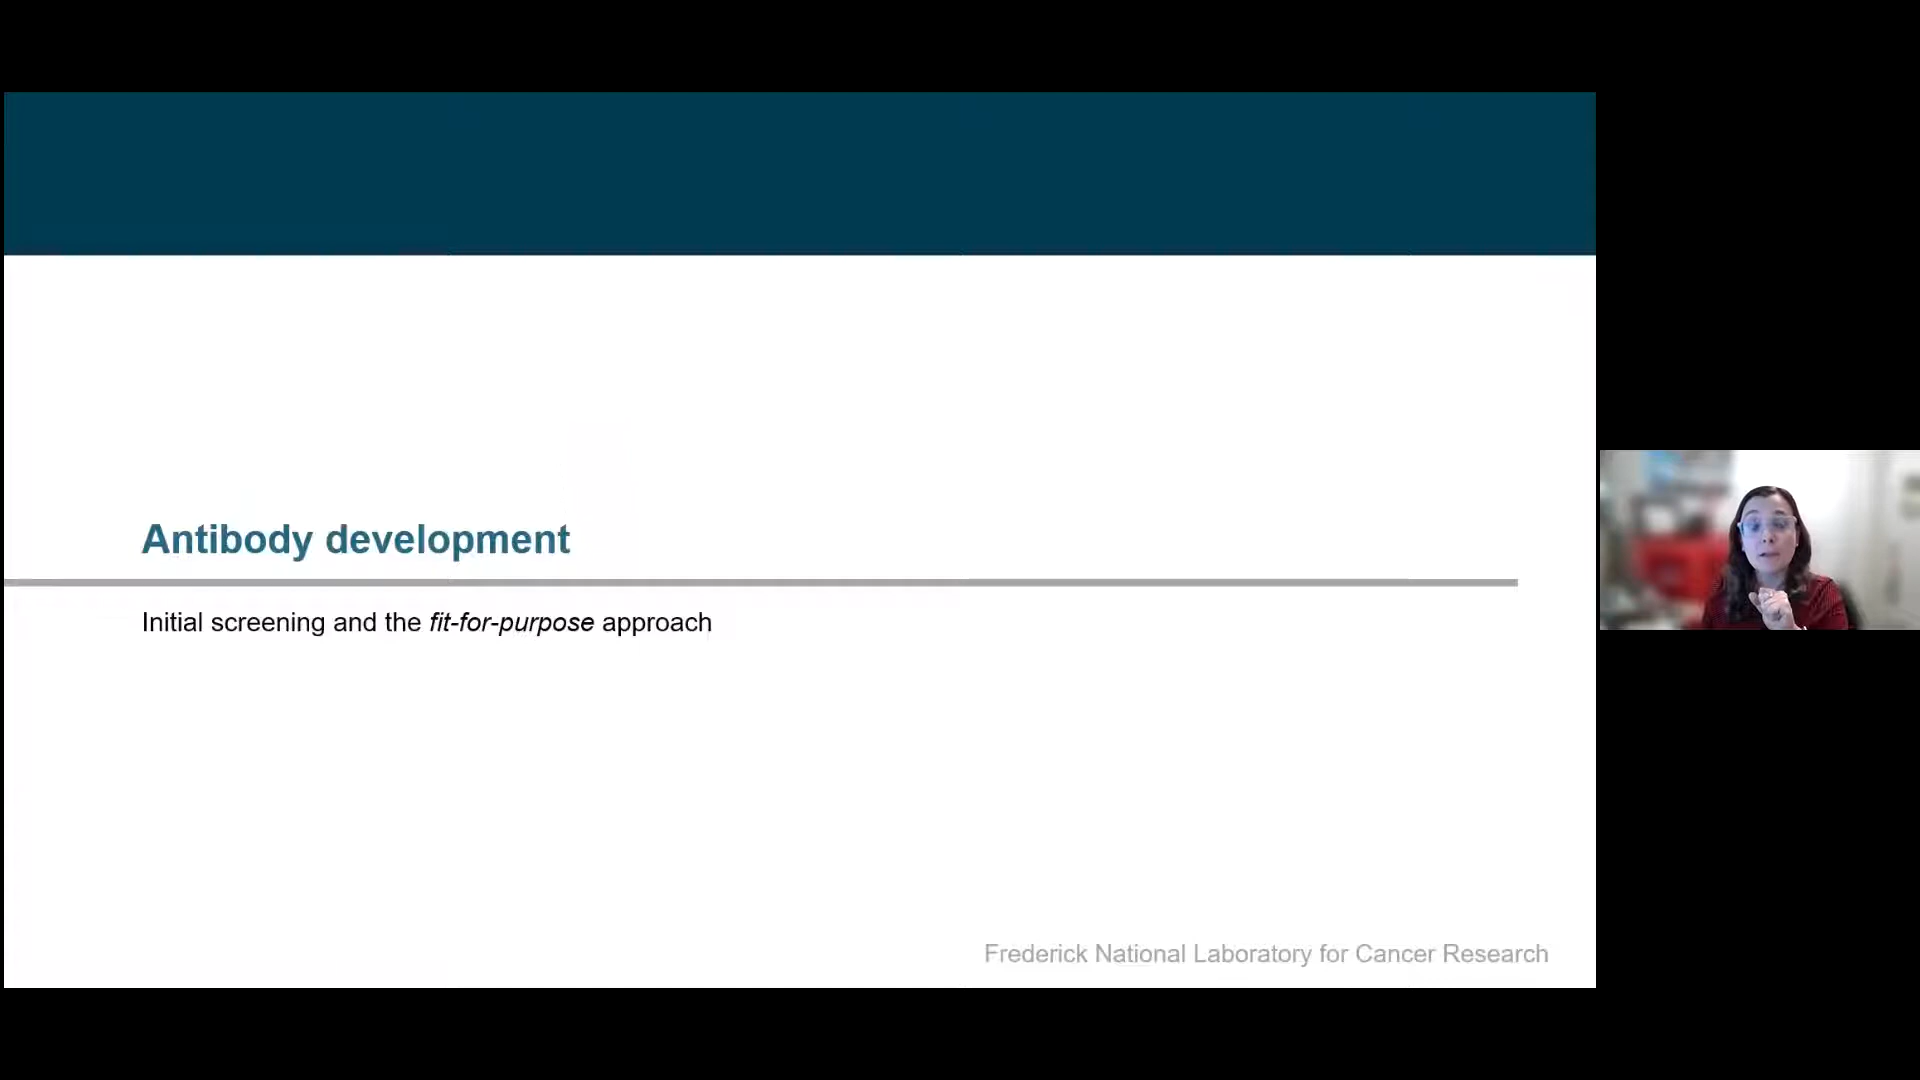 Antibody development
Initial screening and the fit-for-purpose approach
Frederick National Laboratory for Cancer Research